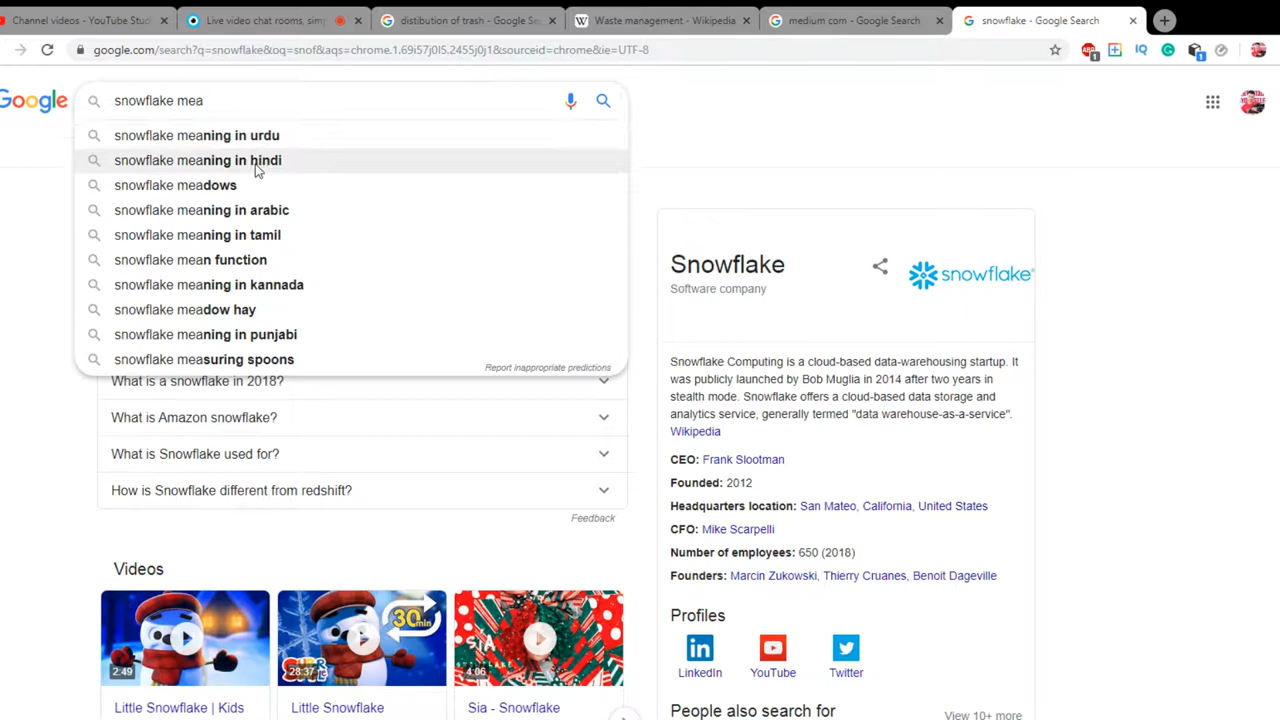 Channel videos - YouTube Stud
Live video chat rooms, sim
distibution of trash - Google Se
Waste management - Wikipedia
medium com - Google Search
snowflake - Google Search
google.com/search?q=snowflake&oq=snof&aqs=chrome.1.69i57j0l5.2455j0j1&sourceid=chrome&ie=UTF-8
Google
snowflake mea
snowflake meaning in urdu
snowflake meaning in hindi
snowflake meadows
snowflake meaning in arabic
snowflake meaning in tamil
snowflake mean function
snowflake meaning in kannada
snowflake meadow hay
snowflake meaning in punjabi
snowflake measuring spoons
Report inappropriate predictions
What is a snowflake in 2018?
What is Amazon snowflake?
What is Snowflake used for?
How is Snowflake different from redshift?
Feedback
Videos
2:49
30 min
28:37
SIA
4:06
Little Snowflake | Kids
Little Snowflake
Sia - Snowflake
Snowflake
Software company
snowflake
Snowflake Computing is a cloud-based data-warehousing startup. It
was publicly launched by Bob Muglia in 2014 after two years in
stealth mode. Snowflake offers a cloud-based data storage and
analytics service, generally termed "data warehouse-as-a-service".
Wikipedia
CEO: Frank Slootman
Founded: 2012
Headquarters location: San Mateo, California, United States
CFO: Mike Scarpelli
Number of employees: 650 (2018)
Founders: Marcin Zukowski, Thierry Cruanes, Benoit Dageville
Profiles
LinkedIn
YouTube
Twitter
People also search for
View 10+ more